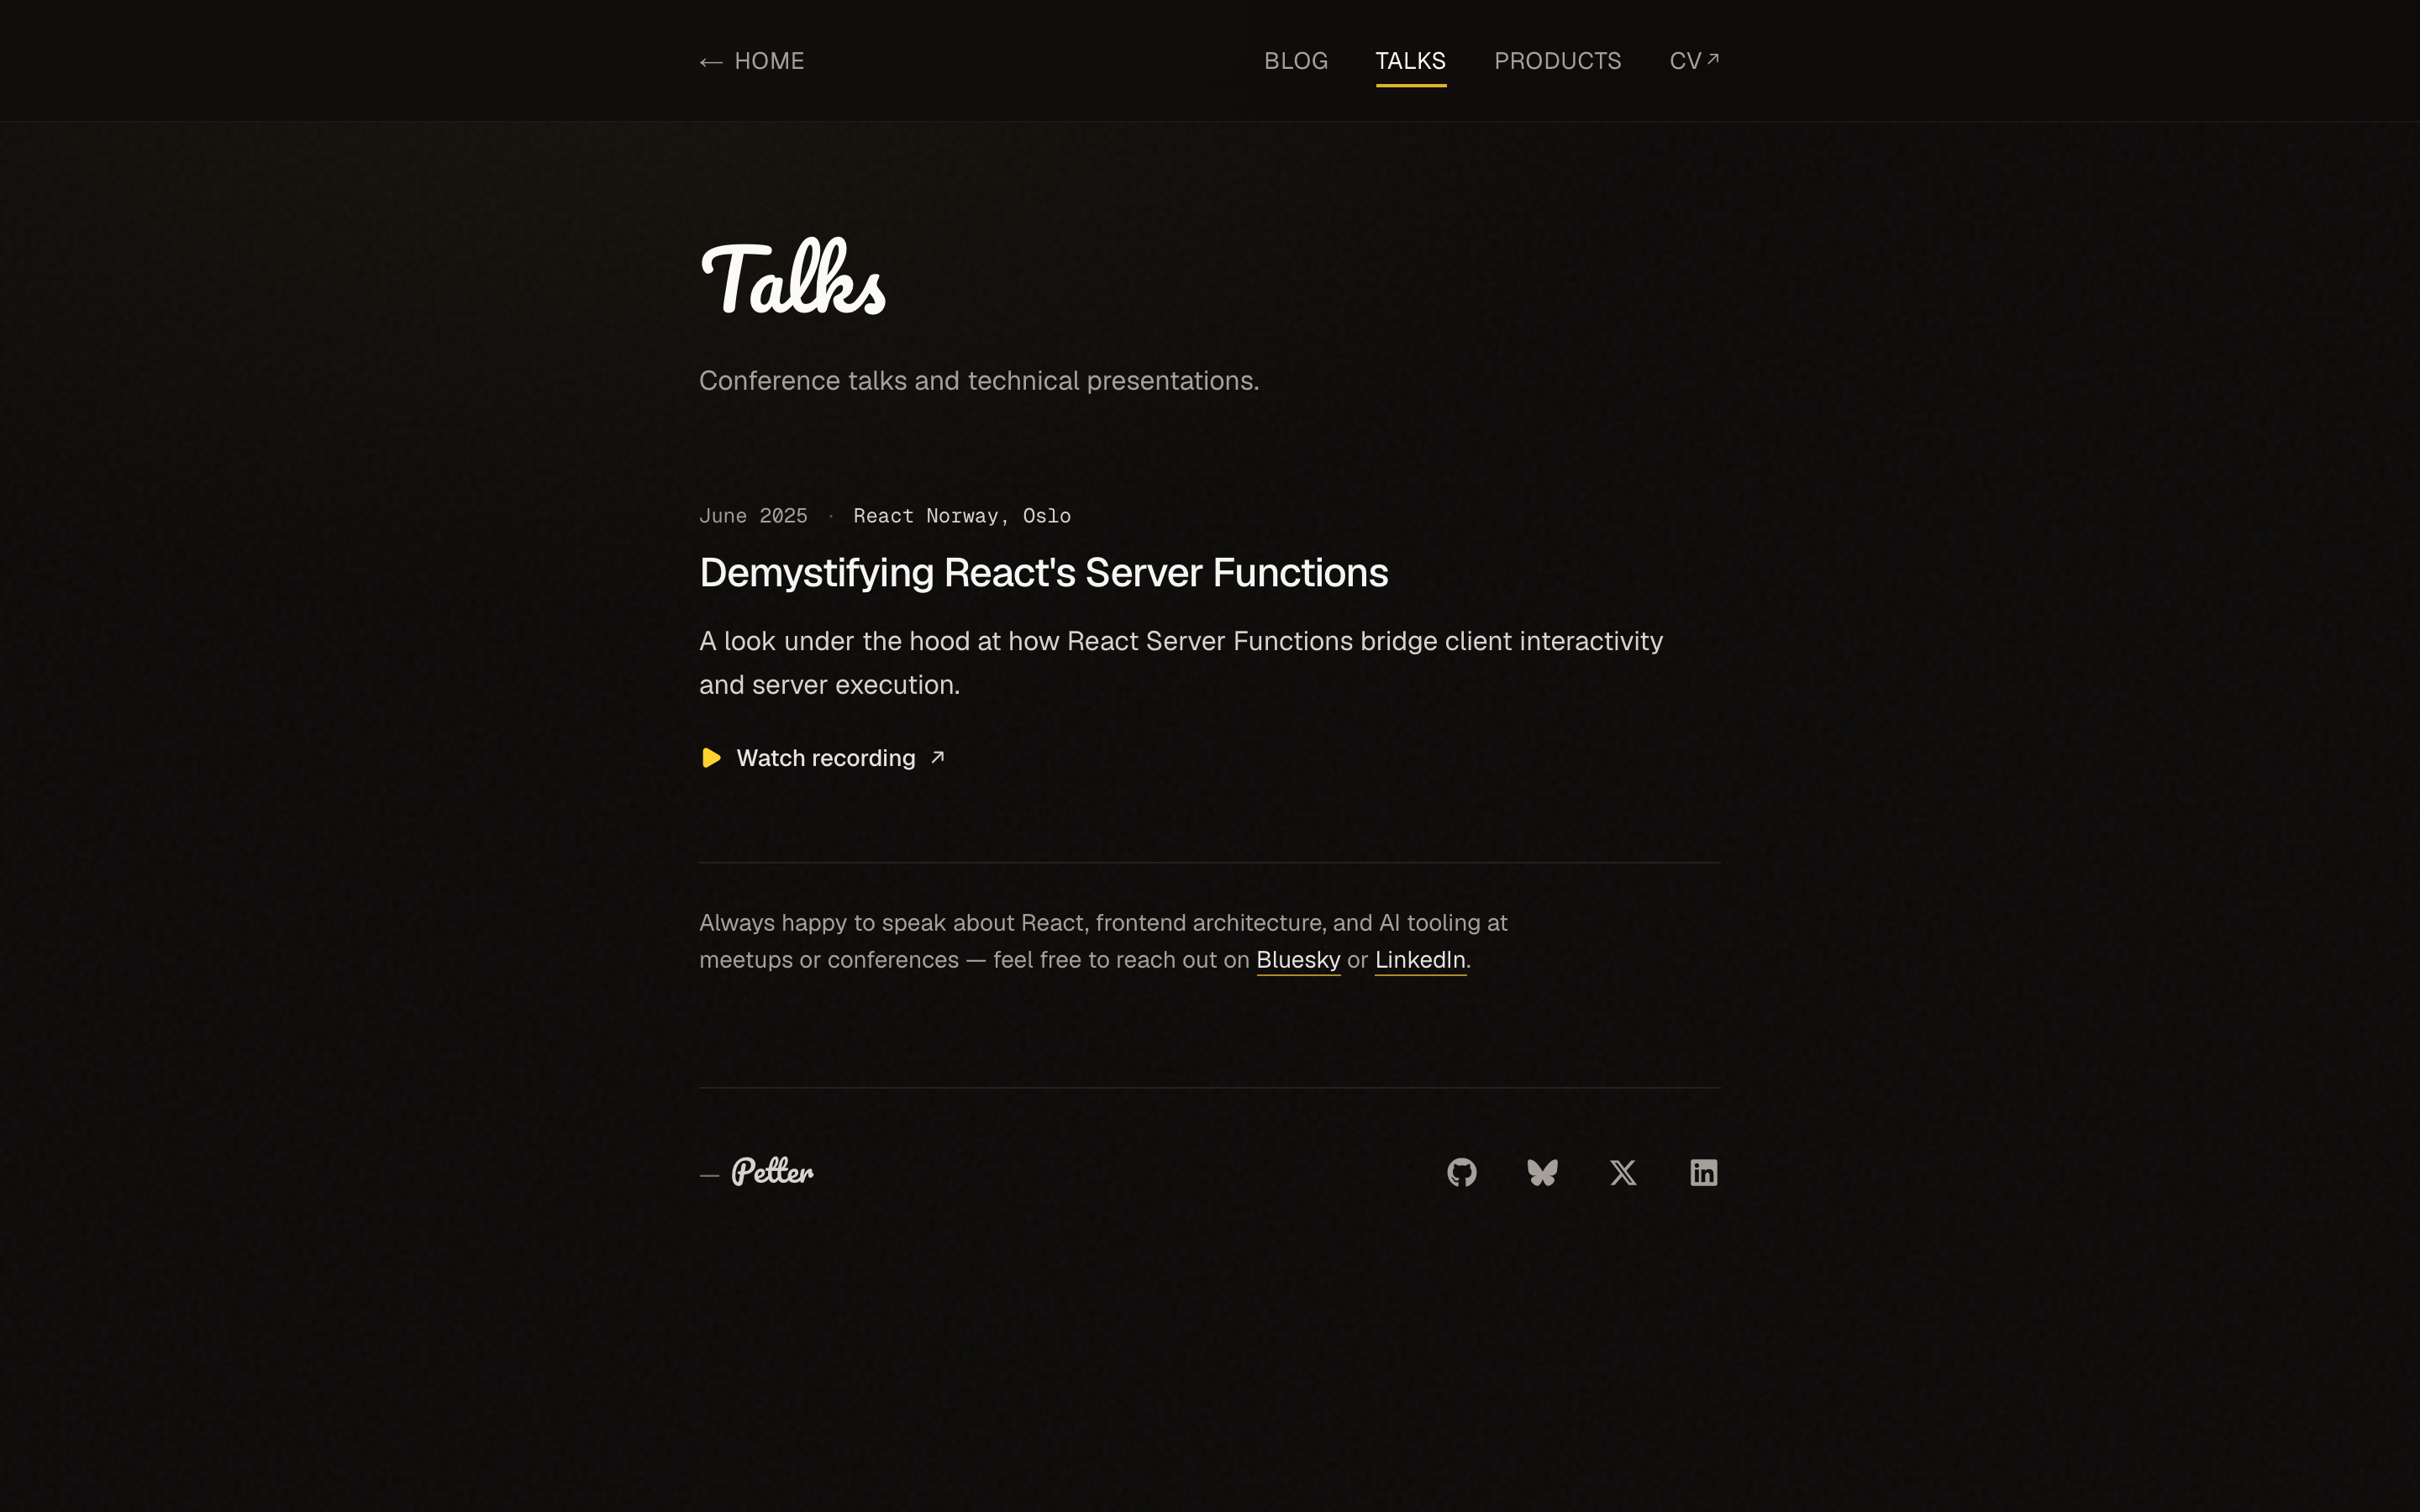 ← HOME
BLOG TALKS PRODUCTS CV↗
Talks
Conference talks and technical presentations.
June 2025 · React Norway, Oslo
Demystifying React's Server Functions
A look under the hood at how React Server Functions bridge client interactivity
and server execution.
Watch recording ↗
Always happy to speak about React, frontend architecture, and AI tooling at
meetups or conferences — feel free to reach out on Bluesky or LinkedIn.
— Petter